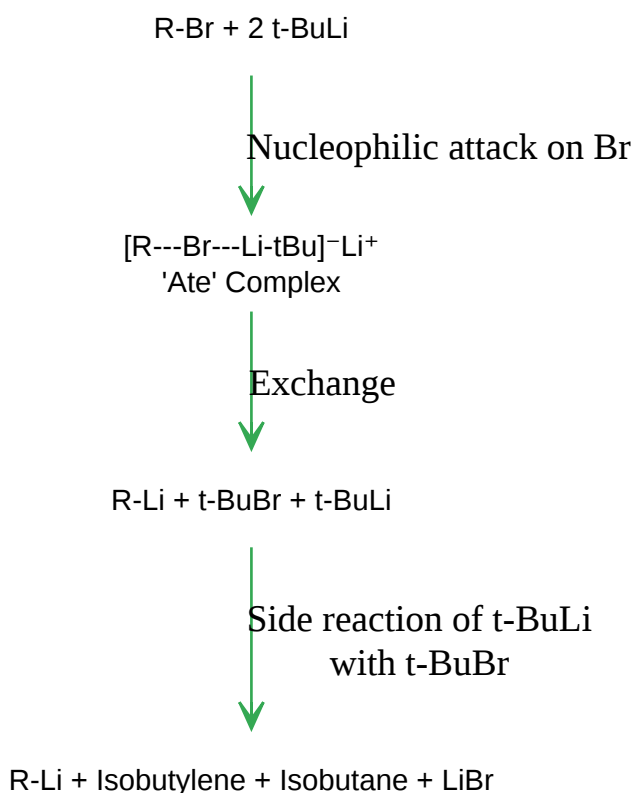 R-Br + 2 t-BuLi
Nucleophilic attack on Br
[R---Br---Li-tBu]⁻Li⁺
'Ate' Complex
Exchange
R-Li + t-BuBr + t-BuLi
Side reaction of t-BuLi
with t-BuBr
R-Li + Isobutylene + Isobutane + LiBr